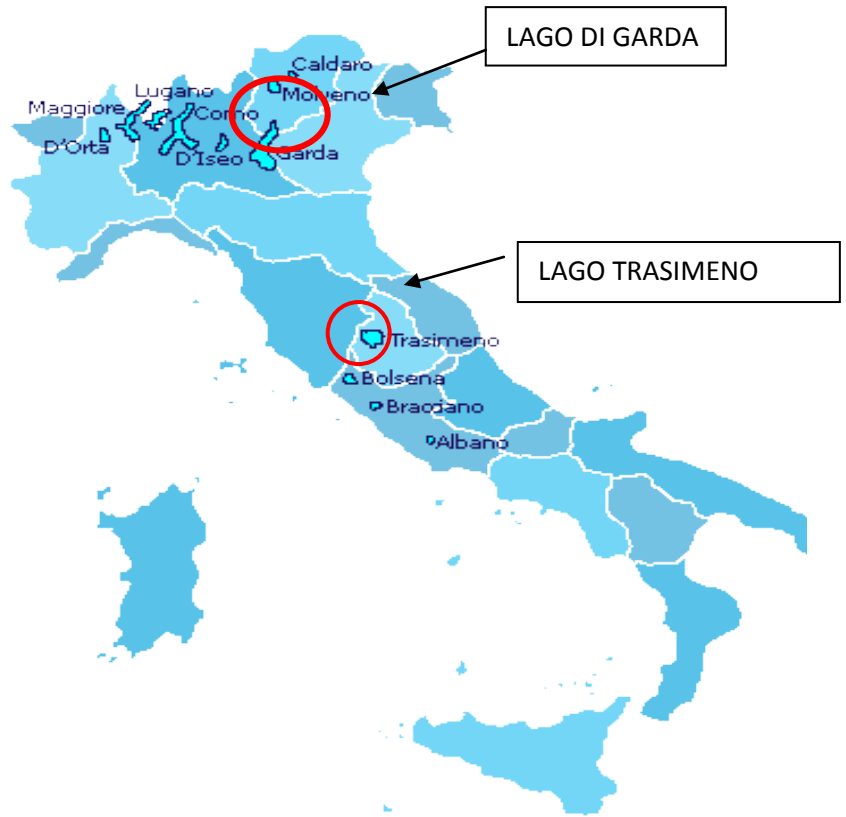 LAGO DI GARDA
Caldaro
Molveno
Lugano
Maggiore
Como
D'Orta
D'Iseo
Garda
LAGO TRASIMENO
Trasimeno
Bolsena
Bracciano
Albano